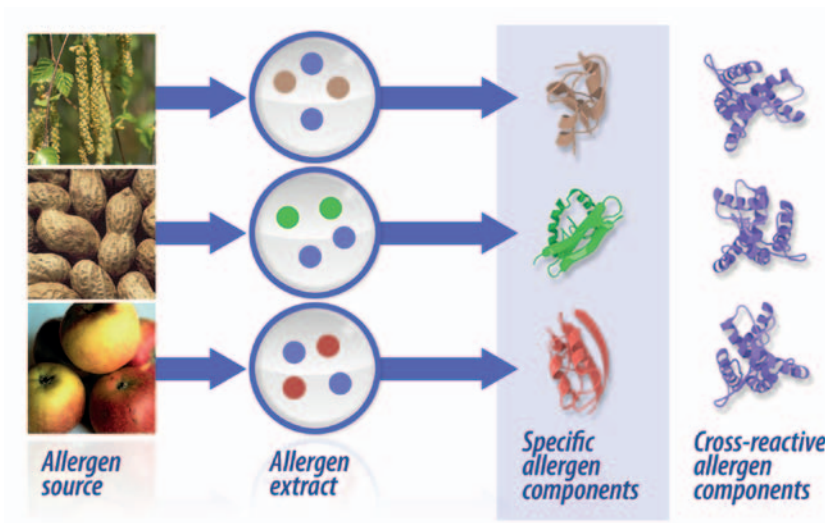 Allergen
source
Allergen
extract
Specific
allergen
components
Cross-reactive
allergen
components